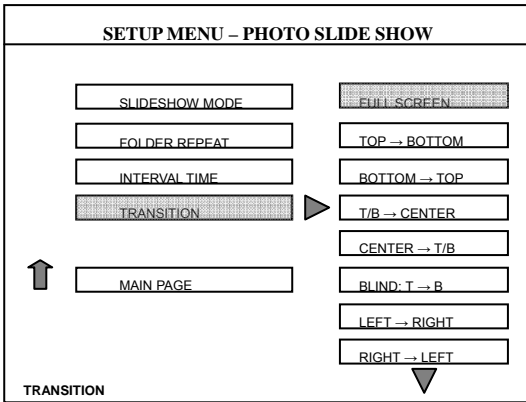 SETUP MENU – PHOTO SLIDE SHOW
SLIDESHOW MODE
FOLDER REPEAT
INTERVAL TIME
TRANSITION
MAIN PAGE
FULL SCREEN
TOP → BOTTOM
BOTTOM → TOP
T/B → CENTER
CENTER → T/B
BLIND: T → B
LEFT → RIGHT
RIGHT → LEFT
TRANSITION